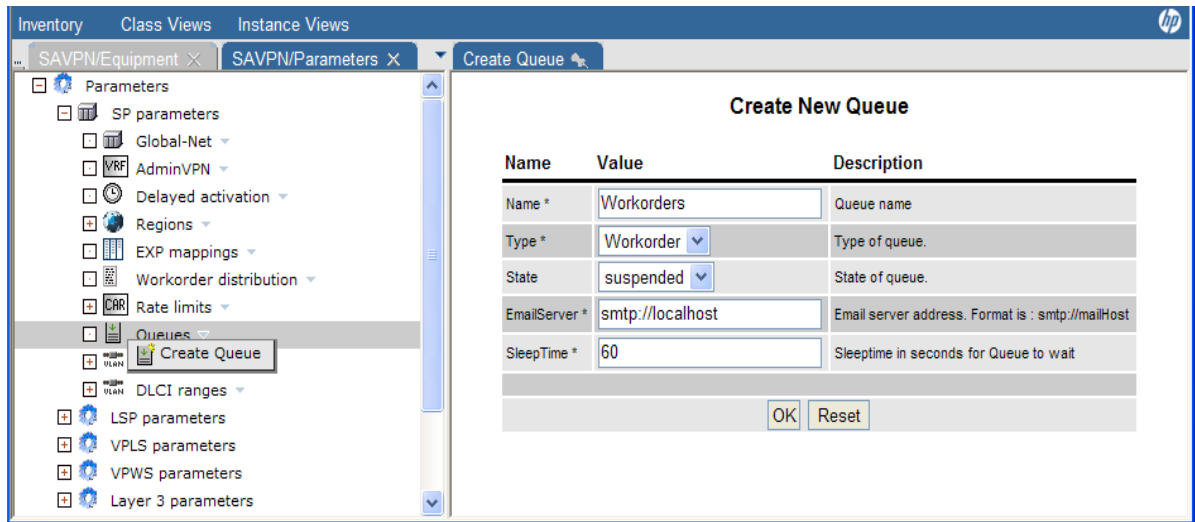 Inventory Class Views Instance Views
hp
... SAVPN/Equipment SAVPN/Parameters Create Queue
Parameters
SP parameters
Global-Net
VRF AdminVPN
Delayed activation
Regions
EXP mappings
Workorder distribution
CAR Rate limits
Queues
Create Queue
VLAN
VLAN DLCI ranges
LSP parameters
VPLS parameters
VPWS parameters
Layer 3 parameters
Create New Queue
Name Value Description
Name * Workorders Queue name
Type * Workorder Type of queue.
State suspended State of queue.
EmailServer * smtp://localhost Email server address. Format is : smtp://mailHost
SleepTime * 60 Sleeptime in seconds for Queue to wait
OK Reset